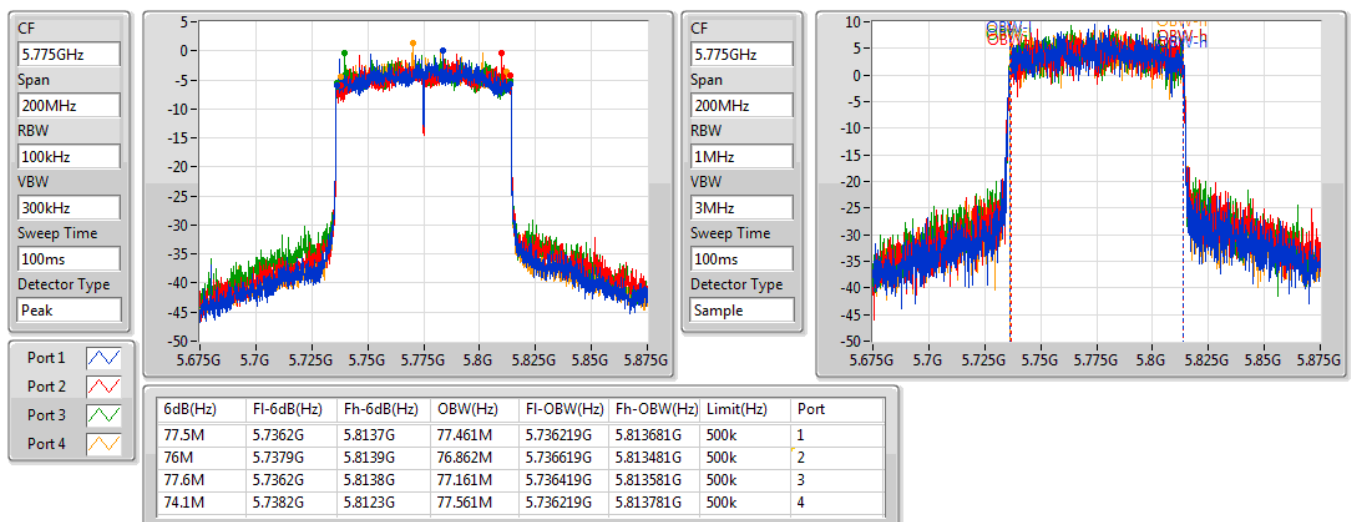 CF
5.775GHz
Span
200MHz
RBW
100kHz
VBW
300kHz
Sweep Time
100ms
Detector Type
Peak
5
0
-5
-10
-15
-20
-25
-30
-35
-40
-45
-50
5.675G 5.7G 5.725G 5.75G 5.775G 5.8G 5.825G 5.85G 5.875G
CF
5.775GHz
Span
200MHz
RBW
1MHz
VBW
3MHz
Sweep Time
100ms
Detector Type
Sample
10
5
0
-5
-10
-15
-20
-25
-30
-35
-40
-45
-50
5.675G 5.7G 5.725G 5.75G 5.775G 5.8G 5.825G 5.85G 5.875G
OBW-l
OBW-h
OBW-h
Port 1
Port 2
Port 3
Port 4
6dB(Hz) Fl-6dB(Hz) Fh-6dB(Hz) OBW(Hz) Fl-OBW(Hz) Fh-OBW(Hz) Limit(Hz) Port
77.5M 5.7362G 5.8137G 77.461M 5.736219G 5.813681G 500k 1
76M 5.7379G 5.8139G 76.862M 5.736619G 5.813481G 500k 2
77.6M 5.7362G 5.8138G 77.161M 5.736419G 5.813581G 500k 3
74.1M 5.7382G 5.8123G 77.561M 5.736219G 5.813781G 500k 4